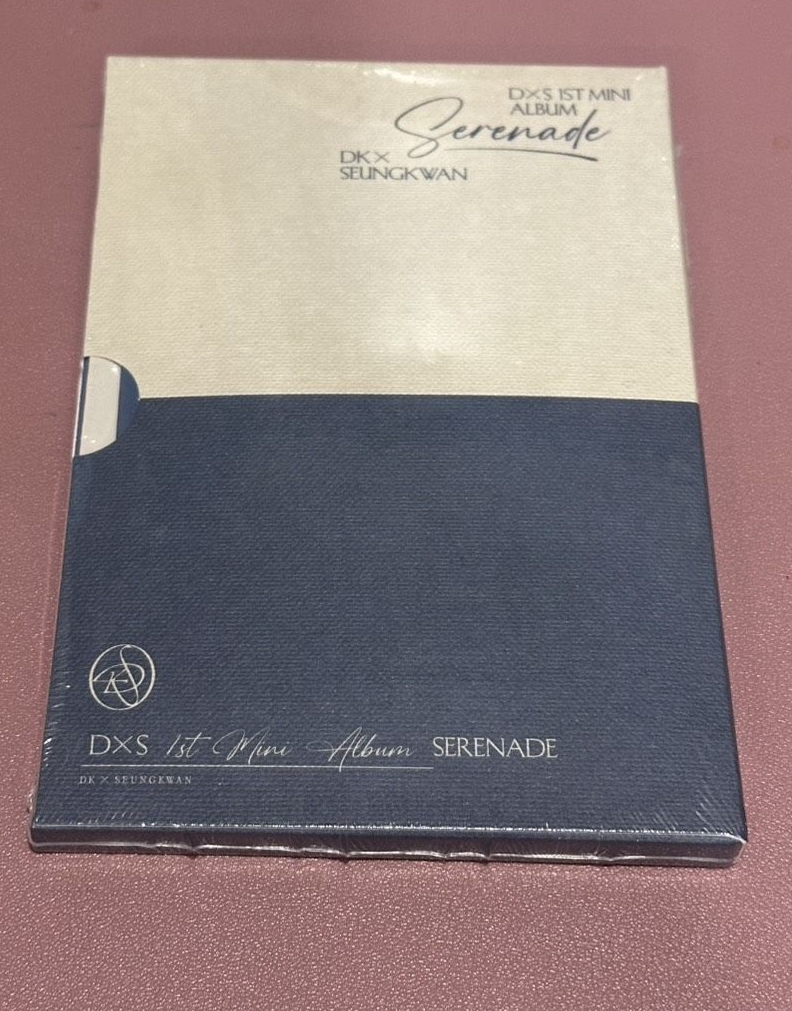 DXS 1ST MINI
ALBUM
Serenade
DK X
SEUNGKWAN
DXS 1st Mini Album SERENADE
DK X SEUNGKWAN